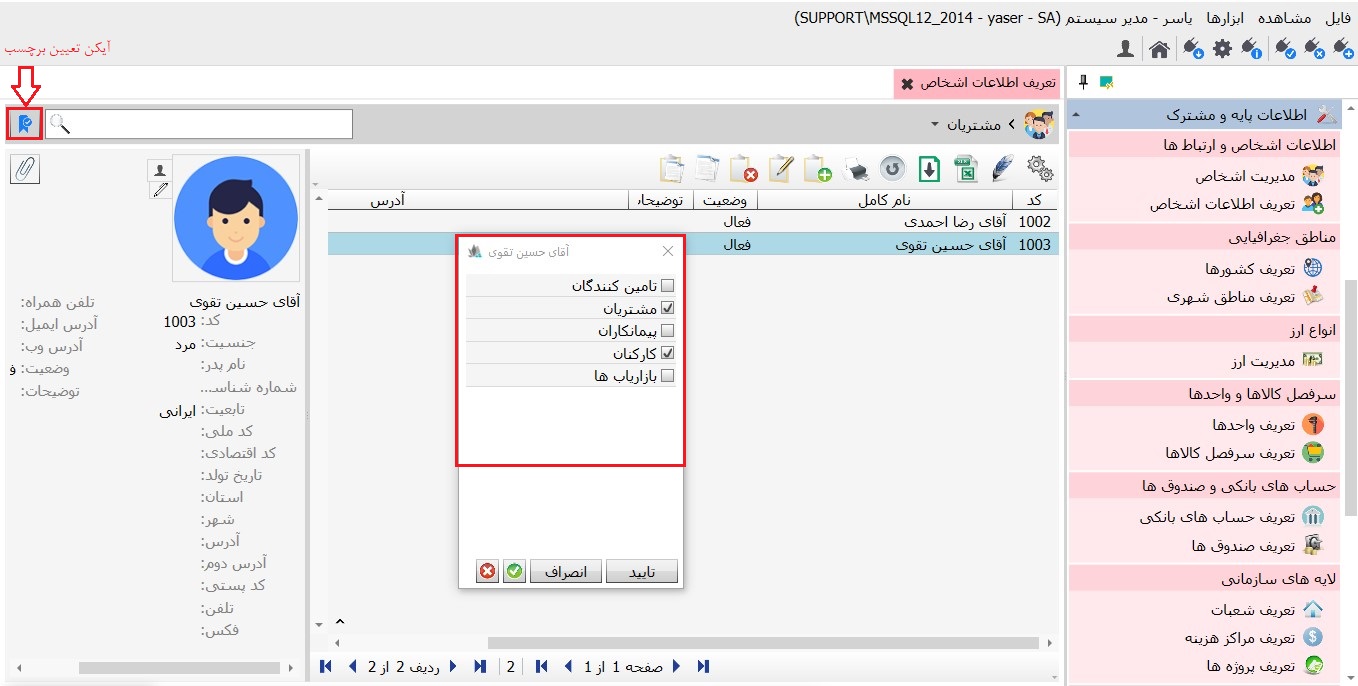 فایل مشاهده ابزارها یاسر - مدیر سیستم (SUPPORT\MSSQL12_2014 - yaser - SA)
آیکن تعیین برچسب
تعریف اطلاعات اشخاص
اطلاعات پایه و مشترک
اطلاعات اشخاص و ارتباط ها
مدیریت اشخاص
تعریف اطلاعات اشخاص
مناطق جغرافیایی
تعریف کشورها
تعریف مناطق شهری
انواع ارز
مدیریت ارز
سرفصل کالاها و واحدها
تعریف واحدها
تعریف سرفصل کالاها
حساب های بانکی و صندوق ها
تعریف حساب های بانکی
تعریف صندوق ها
لایه های سازمانی
تعریف شعبات
تعریف مراکز هزینه
تعریف پروژه ها
مشتریان
کد نام کامل وضعیت توضیحات آدرس
1002 آقای رضا احمدی فعال
1003 آقای حسین تقوی فعال
آقای حسین تقوی
تامین کنندگان
مشتریان
پیمانکاران
کارکنان
بازاریاب ها
تایید انصراف
صفحه 1 از 1 2 ردیف 2 از 2
آقای حسین تقوی
کد: 1003
جنسیت: مرد
نام پدر:
شماره شناس...
تابعیت: ایرانی
کد ملی:
کد اقتصادی:
تاریخ تولد:
استان:
شهر:
آدرس:
آدرس دوم:
کد پستی:
تلفن:
فکس:
تلفن همراه:
آدرس ایمیل:
آدرس وب:
وضعیت: ف
توضیحات: